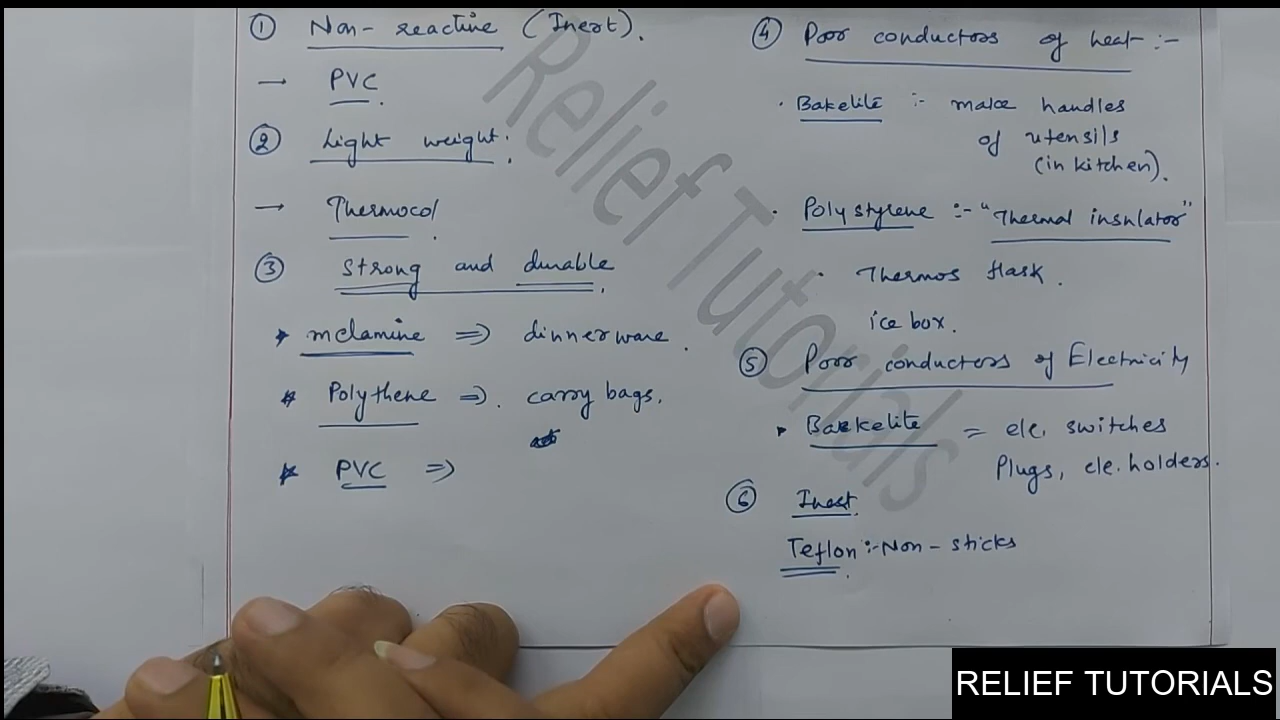 ① Non-reactive (Inert).
→ PVC.
② Light weight.
→ Thermocol.
③ Strong and durable.
* melamine => dinnerware.
* Polythene => carry bags.
* PVC =>
④ Poor conductors of heat :-
• Bakelite :- make handles
of utensils
(in kitchen).
• Polystyrene :- "Thermal insulator"
• Thermos flask.
ice box.
⑤ Poor conductors of Electricity
• Bakelite = ele. switches
Plugs, ele. holders.
⑥ Inert.
Teflon :- Non-sticks
Relief Tutorials
RELIEF TUTORIALS